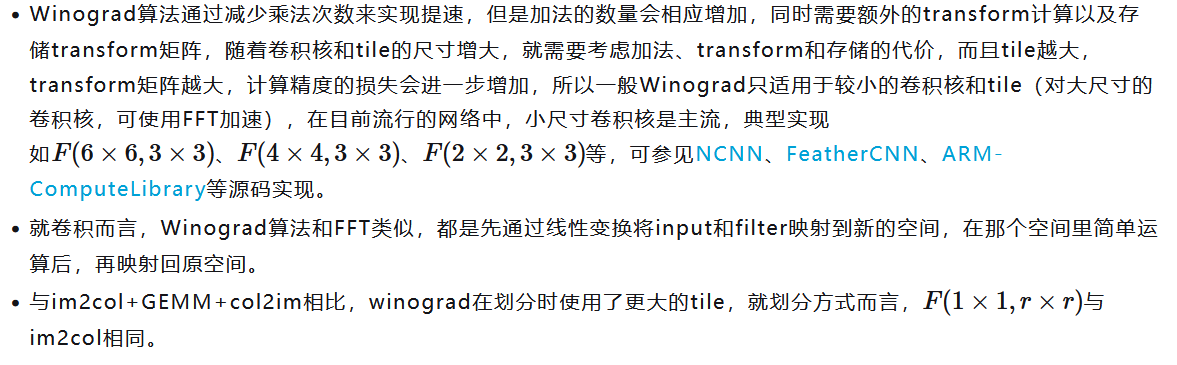 • Winograd算法通过减少乘法次数来实现提速，但是加法的数量会相应增加，同时需要额外的transform计算以及存
储transform矩阵，随着卷积核和tile的尺寸增大，就需要考虑加法、transform和存储的代价，而且tile越大，
transform矩阵越大，计算精度的损失会进一步增加，所以一般Winograd只适用于较小的卷积核和tile（对大尺寸的
卷积核，可使用FFT加速），在目前流行的网络中，小尺寸卷积核是主流，典型实现
如F(6 × 6, 3 × 3)、F(4 × 4, 3 × 3)、F(2 × 2, 3 × 3)等，可参见NCNN、FeatherCNN、ARM-
ComputeLibrary等源码实现。
• 就卷积而言，Winograd算法和FFT类似，都是先通过线性变换将input和filter映射到新的空间，在那个空间里简单运
算后，再映射回原空间。
• 与im2col+GEMM+col2im相比，winograd在划分时使用了更大的tile，就划分方式而言，F(1 × 1, r × r)与
im2col相同。